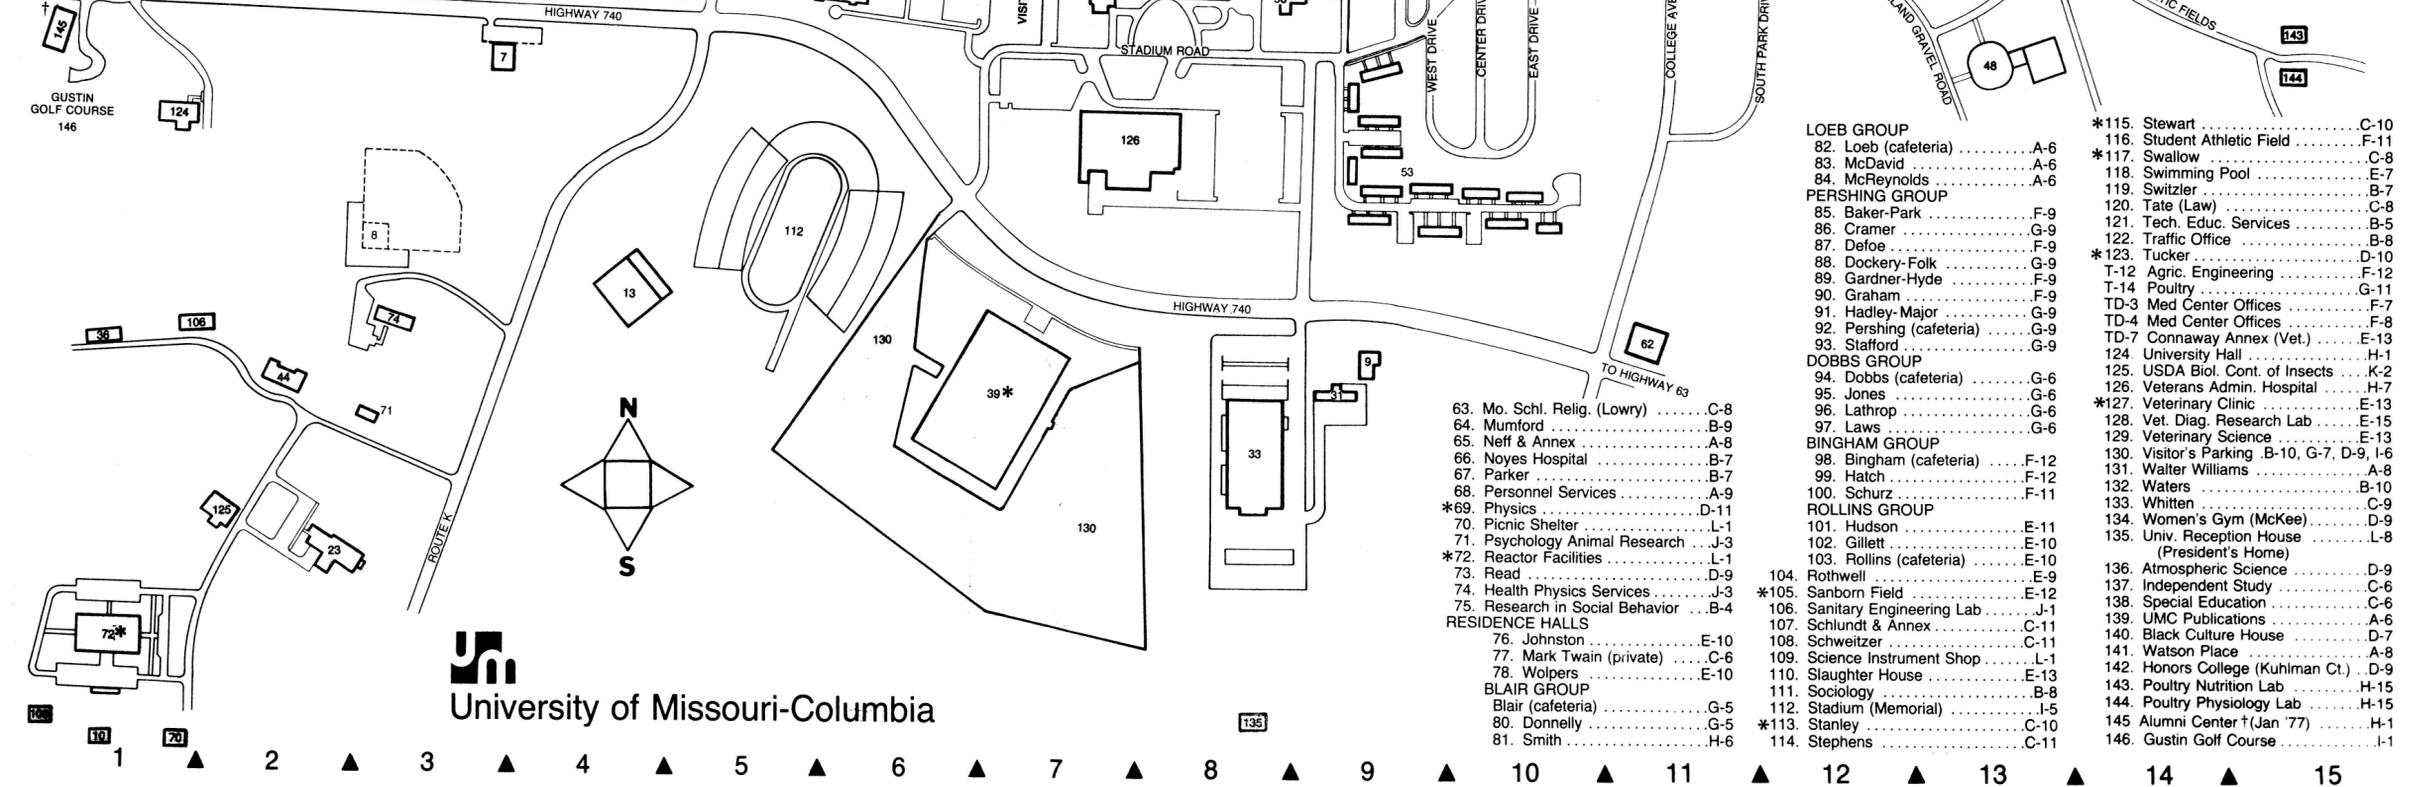 †
145
GUSTIN
GOLF COURSE
146
124
HIGHWAY 740
7
VISIT
STADIUM ROAD
WEST DRIVE
CENTER DRIV
EAST DRIVE
COLLEGE AVE
SOUTH PARK DRIV
LAND GRAVEL ROAD
TIC FIELDS
48
143
144
126
53
8
112
13
74
106
36
44
71
130
39*
HIGHWAY 740
62
TO HIGHWAY 63
9
31
33
130
N
S
125
23
ROUTE K
72*
109
10
70
135
um
University of Missouri-Columbia
63. Mo. Schl. Relig. (Lowry) .......C-8
64. Mumford ....................B-9
65. Neff & Annex ................A-8
66. Noyes Hospital ..............B-7
67. Parker ......................B-7
68. Personnel Services ...........A-9
*69. Physics .....................D-11
70. Picnic Shelter ................L-1
71. Psychology Animal Research ...J-3
*72. Reactor Facilities .............L-1
73. Read .......................D-9
74. Health Physics Services ........J-3
75. Research in Social Behavior ...B-4
RESIDENCE HALLS
76. Johnston ...............E-10
77. Mark Twain (private) .....C-6
78. Wolpers ................E-10
BLAIR GROUP
Blair (cafeteria) ...............G-5
80. Donnelly ..................G-5
81. Smith .....................H-6
LOEB GROUP
82. Loeb (cafeteria) ..........A-6
83. McDavid ................A-6
84. McReynolds .............A-6
PERSHING GROUP
85. Baker-Park ..............F-9
86. Cramer .................G-9
87. Defoe ...................F-9
88. Dockery-Folk ............G-9
89. Gardner-Hyde ............F-9
90. Graham .................F-9
91. Hadley-Major ............G-9
92. Pershing (cafeteria) ......G-9
93. Stafford .................G-9
DOBBS GROUP
94. Dobbs (cafeteria) ........G-6
95. Jones ...................G-6
96. Lathrop .................G-6
97. Laws ....................G-6
BINGHAM GROUP
98. Bingham (cafeteria) .....F-12
99. Hatch ..................F-12
100. Schurz .................F-11
ROLLINS GROUP
101. Hudson ................E-11
102. Gillett ..................E-10
103. Rollins (cafeteria) .......E-10
104. Rothwell ....................E-9
*105. Sanborn Field ..............E-12
106. Sanitary Engineering Lab .......J-1
107. Schlundt & Annex ............C-11
108. Schweitzer ..................C-11
109. Science Instrument Shop .......L-1
110. Slaughter House .............E-13
111. Sociology ...................B-8
112. Stadium (Memorial) ............I-5
*113. Stanley ....................C-10
114. Stephens ...................C-11
*115. Stewart ....................C-10
116. Student Athletic Field .........F-11
*117. Swallow ....................C-8
118. Swimming Pool ...............E-7
119. Switzler .....................B-7
120. Tate (Law) ...................C-8
121. Tech. Educ. Services ..........B-5
122. Traffic Office ................B-8
*123. Tucker .....................D-10
T-12 Agric. Engineering ...........F-12
T-14 Poultry .....................G-11
TD-3 Med Center Offices ..........F-7
TD-4 Med Center Offices ..........F-8
TD-7 Connaway Annex (Vet.) ......E-13
124. University Hall ...............H-1
125. USDA Biol. Cont. of Insects ....K-2
126. Veterans Admin. Hospital ......H-7
*127. Veterinary Clinic .............E-13
128. Vet. Diag. Research Lab ......E-15
129. Veterinary Science ...........E-13
130. Visitor's Parking .B-10, G-7, D-9, I-6
131. Walter Williams ..............A-8
132. Waters .....................B-10
133. Whitten .....................C-9
134. Women's Gym (McKee) ........D-9
135. Univ. Reception House ........L-8
(President's Home)
136. Atmospheric Science ..........D-9
137. Independent Study ............C-6
138. Special Education .............C-6
139. UMC Publications .............A-6
140. Black Culture House ..........D-7
141. Watson Place ................A-8
142. Honors College (Kuhlman Ct.) ..D-9
143. Poultry Nutrition Lab .........H-15
144. Poultry Physiology Lab .......H-15
145 Alumni Center †(Jan '77) .......H-1
146. Gustin Golf Course .............I-1
1 ▲ 2 ▲ 3 ▲ 4 ▲ 5 ▲ 6 ▲ 7 ▲ 8 ▲ 9 ▲ 10 ▲ 11 ▲ 12 ▲ 13 ▲ 14 ▲ 15